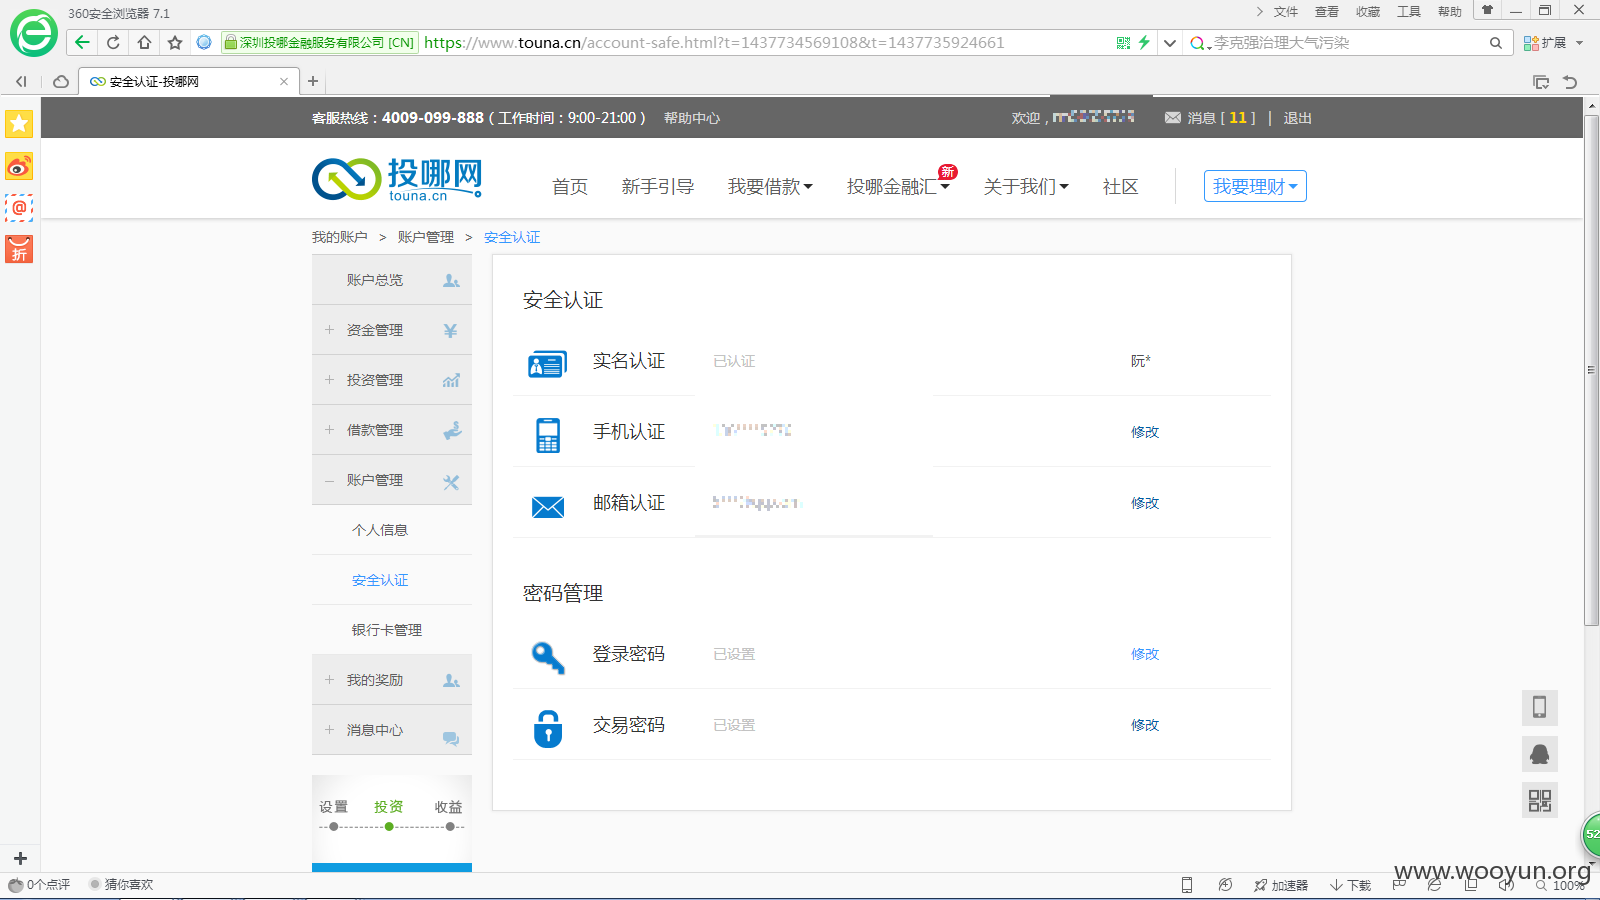 360安全浏览器 7.1
文件 查看 收藏 工具 帮助
深圳投哪金融服务有限公司 [CN] https://www.touna.cn/account-safe.html?t=1437734569108&t=1437735924661
李克强治理大气污染
扩展
安全认证-投哪网
客服热线：4009-099-888 ( 工作时间：9:00-21:00 ) 帮助中心
欢迎，
消息 [ 11 ] | 退出
投哪网
touna.cn
首页 新手引导 我要借款 投哪金融汇 新 关于我们 社区 我要理财
我的账户 > 账户管理 > 安全认证
账户总览
+ 资金管理 ¥
+ 投资管理
+ 借款管理
– 账户管理
个人信息
安全认证
银行卡管理
+ 我的奖励
+ 消息中心
设置 投资 收益
安全认证
实名认证 已认证 阮*
手机认证 修改
邮箱认证 修改
密码管理
登录密码 已设置 修改
交易密码 已设置 修改
折
52
www.wooyun.org
0个点评 猜你喜欢
加速器 下载 100%